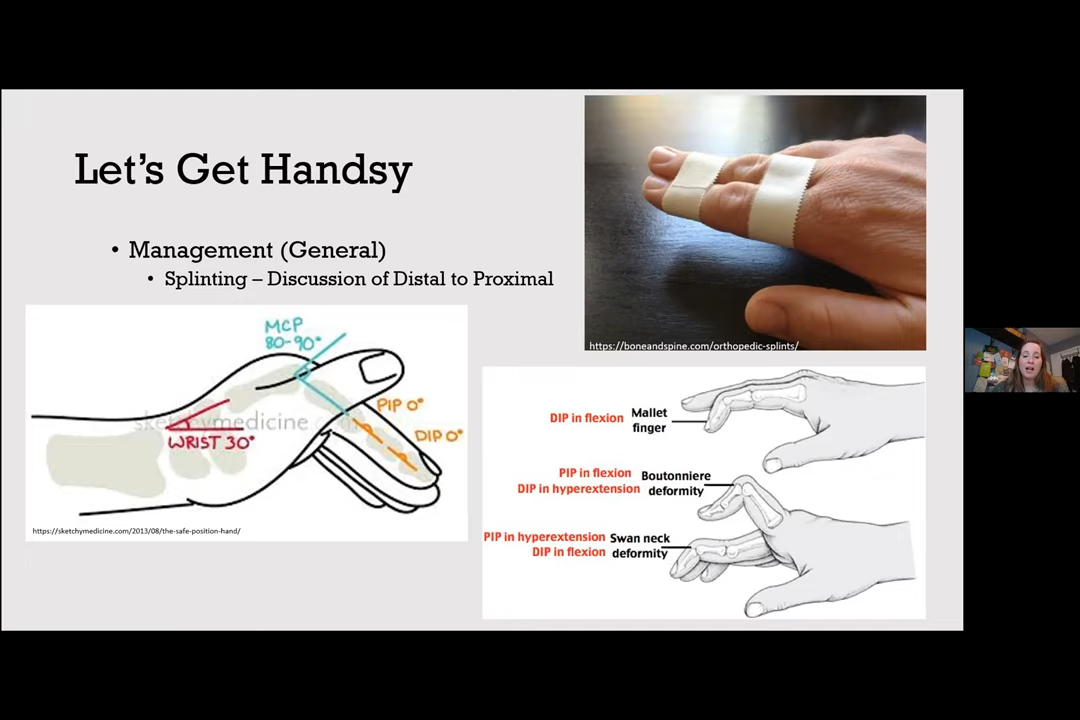 Let's Get Handsy
• Management (General)
• Splinting – Discussion of Distal to Proximal
https://boneandspine.com/orthopedic-splints/
MCP
80-90°
PIP 0°
DIP 0°
sketchymedicine
WRIST 30°
https://sketchymedicine.com/2013/08/the-safe-position-hand/
DIP in flexion
Mallet
finger
PIP in flexion
DIP in hyperextension
Boutonniere
deformity
PIP in hyperextension
DIP in flexion
Swan neck
deformity